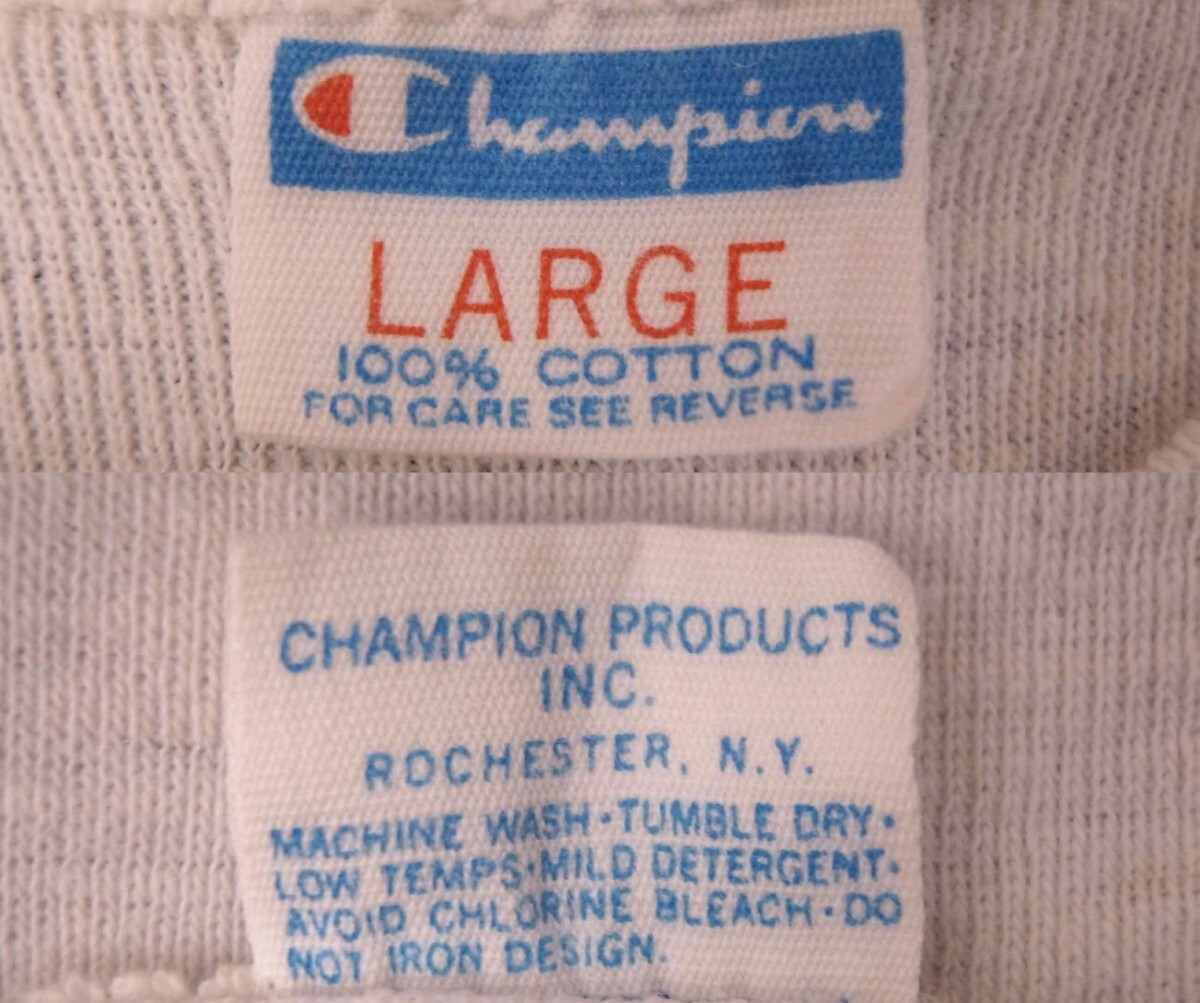 Champion
LARGE
100% COTTON
FOR CARE SEE REVERSE
CHAMPION PRODUCTS
INC.
ROCHESTER, N.Y.
MACHINE WASH·TUMBLE DRY·
LOW TEMPS·MILD DETERGENT·
AVOID CHLORINE BLEACH·DO
NOT IRON DESIGN.